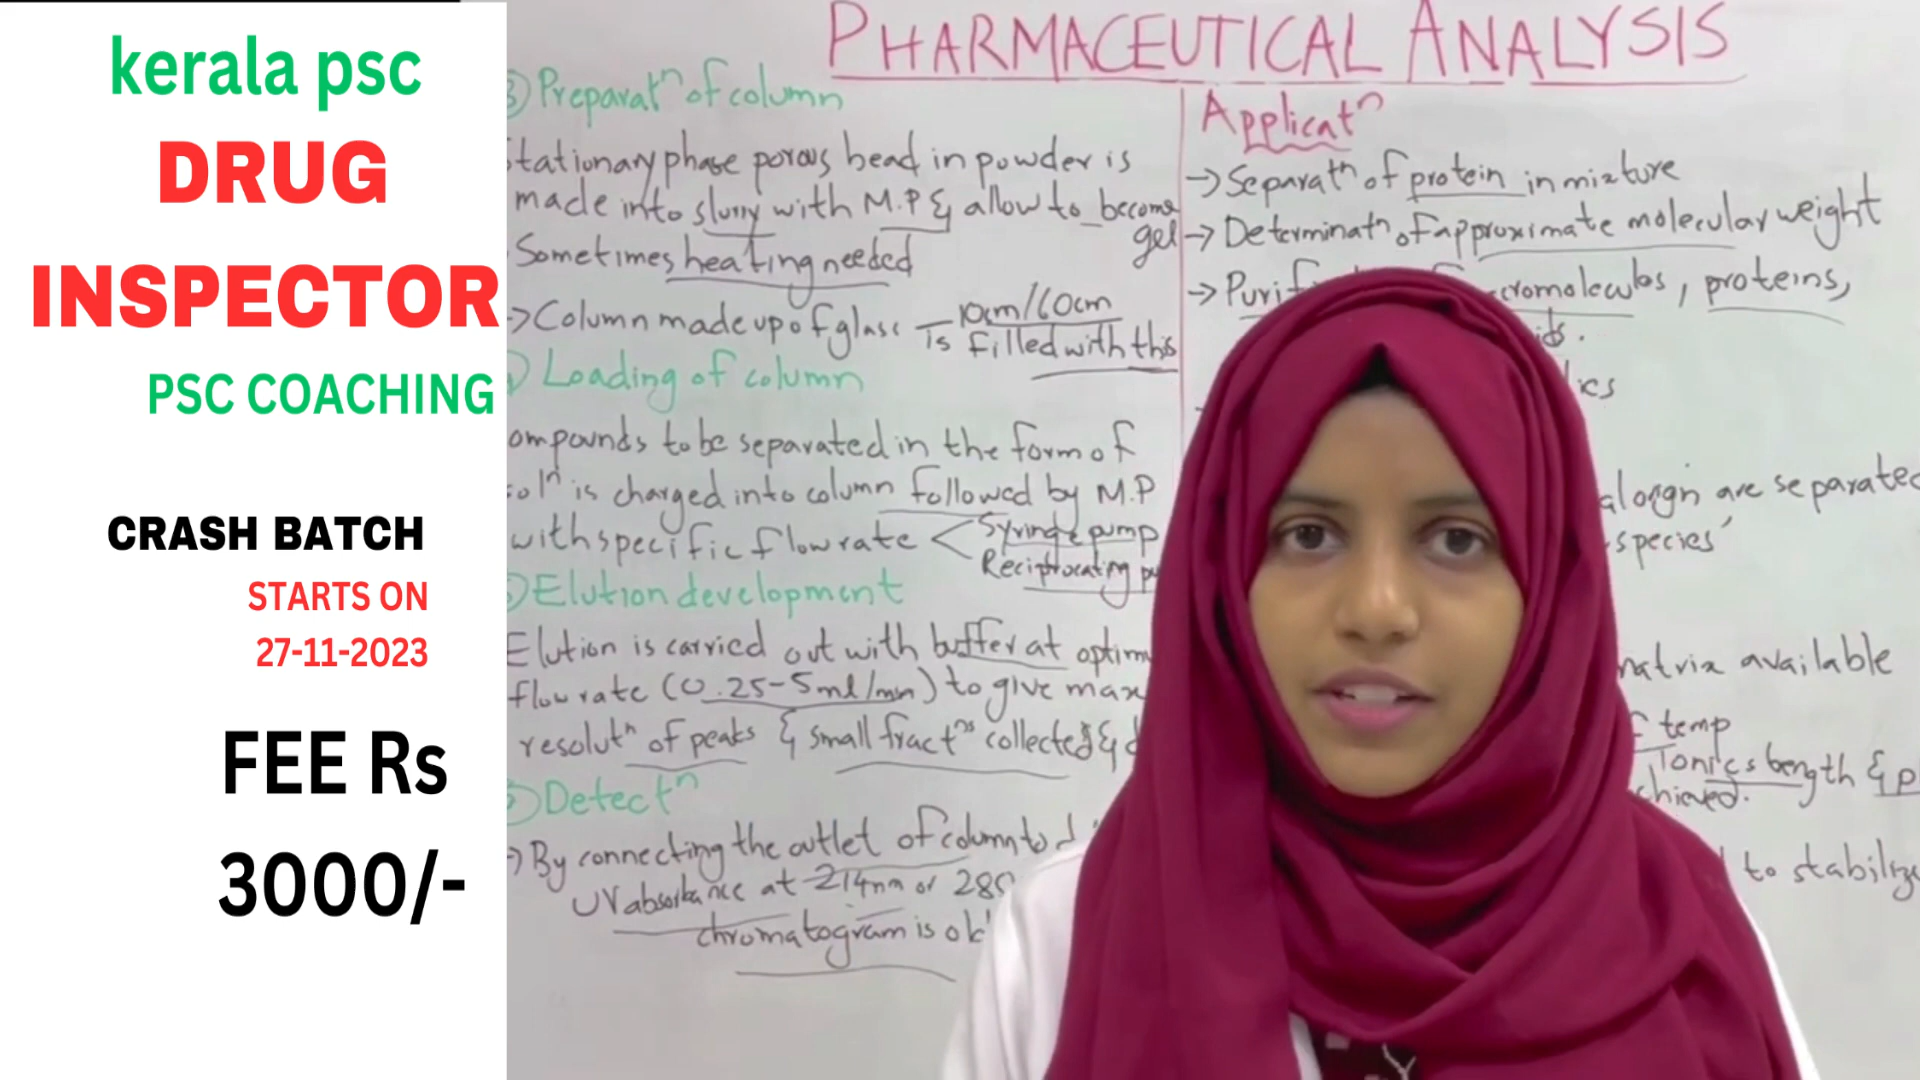 kerala psc
DRUG
INSPECTOR
PSC COACHING
CRASH BATCH
STARTS ON
27-11-2023
FEE Rs
3000/-
PHARMACEUTICAL ANALYSIS
3) Preparatⁿ of column
Stationary phase porous bead in powder is
made into slurry with M.P & allow to become
gel
Sometimes heating needed
→ Column made up of glass — 10cm/60cm
is filled with this
) Loading of column
ompounds to be separated in the form of
solⁿ is charged into column followed by M.P
with specific flow rate < Syringe pump
Reciprocating
) Elution development
Elution is carried out with buffer at
flow rate (0.25-5ml/min) to give max
resolutⁿ of peaks & small fractⁿs collected &
) Detectⁿ
→ By connecting the outlet of column to
UV absorbance at 214nm or 280
chromatogram is
Applicatⁿ
→ Separatⁿ of protein in mixture
→ Determinatⁿ of approximate molecular weight
→ Purif cromolecules, proteins,
ids.
ics
are separated
species'
matrix available
temp
Ionic strength &
chieved.
to stabilize